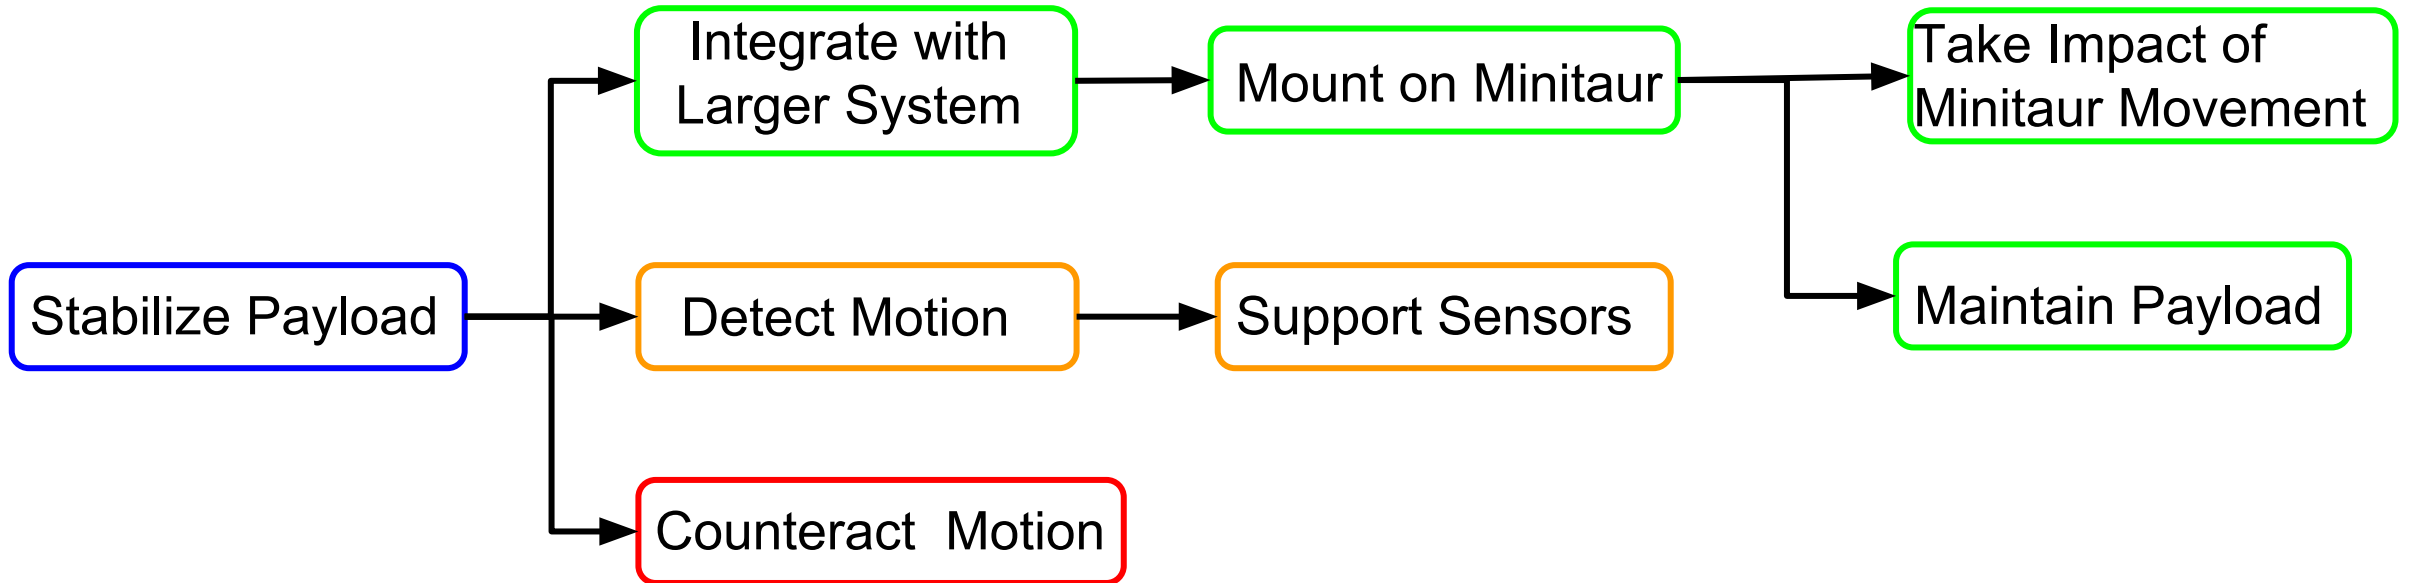 Integrate with
Larger System
Mount on Minitaur
Take Impact of
Minitaur Movement
Stabilize Payload
Detect Motion
Support Sensors
Maintain Payload
Counteract  Motion